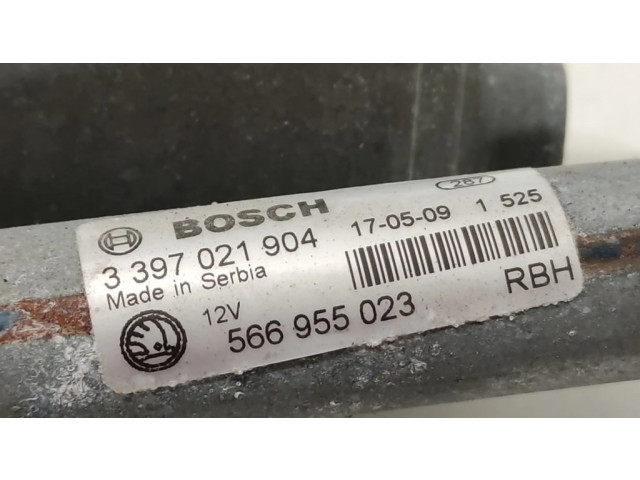 287
BOSCH
3 397 021 904
17-05-09 1 525
Made in Serbia
12V
566 955 023
RBH